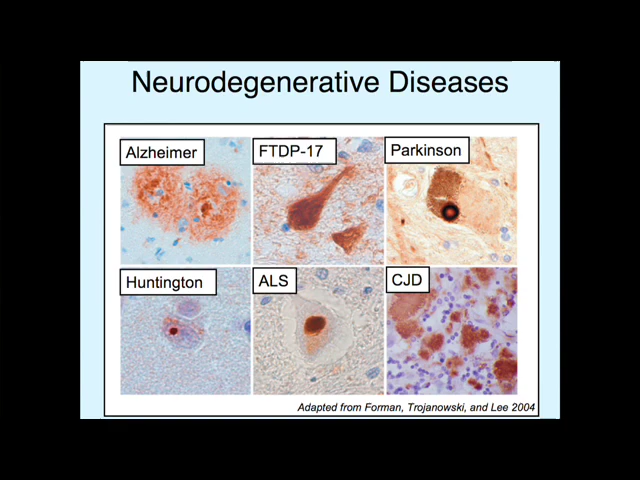 Neurodegenerative Diseases
Alzheimer
FTDP-17
Parkinson
Huntington
ALS
CJD
Adapted from Forman, Trojanowski, and Lee 2004